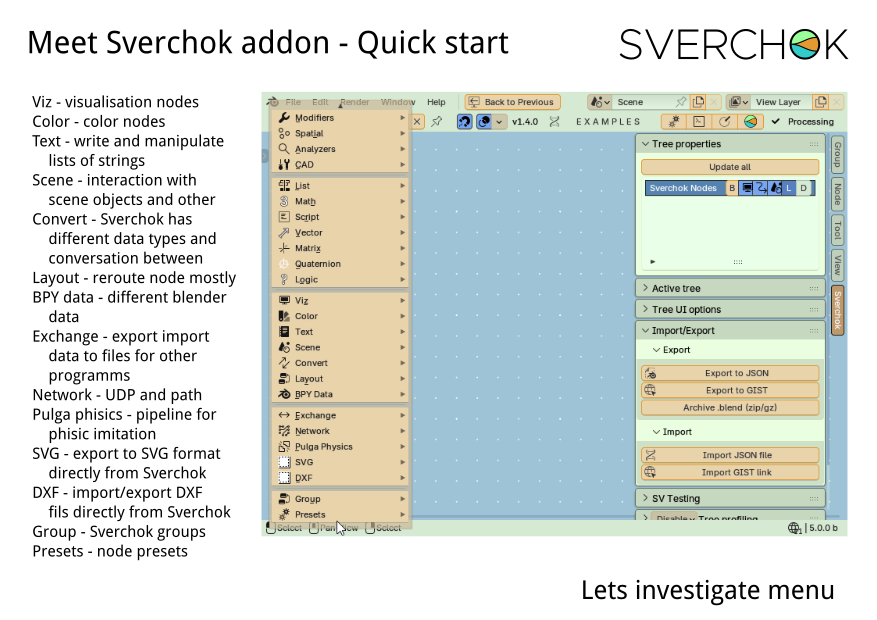 Meet Sverchok addon - Quick start
SVERCHOK
Viz - visualisation nodes
Color - color nodes
Text - write and manipulate
lists of strings
Scene - interaction with
scene objects and other
Convert - Sverchok has
different data types and
conversation between
Layout - reroute node mostly
BPY data - different blender
data
Exchange - export import
data to files for other
programms
Network - UDP and path
Pulga phisics - pipeline for
phisic imitation
SVG - export to SVG format
directly from Sverchok
DXF - import/export DXF
fils directly from Sverchok
Group - Sverchok groups
Presets - node presets
File Edit Render Window Help Back to Previous Scene View Layer
v1.4.0 EXAMPLES Processing
Modifiers
Spatial
Analyzers
CAD
List
Math
Script
Vector
Matrix
Quaternion
Logic
Viz
Color
Text
Scene
Convert
Layout
BPY Data
Exchange
Network
Pulga Physics
SVG
DXF
Group
Presets
Select Pan View Select
Tree properties
Update all
Sverchok Nodes B L D
Active tree
Tree UI options
Import/Export
Export
Export to JSON
Export to GIST
Archive .blend (zip/gz)
Import
Import JSON file
Import GIST link
SV Testing
Disable Tree profiling
Group
Node
Tool
View
Sverchok
5.0.0 b
Lets investigate menu